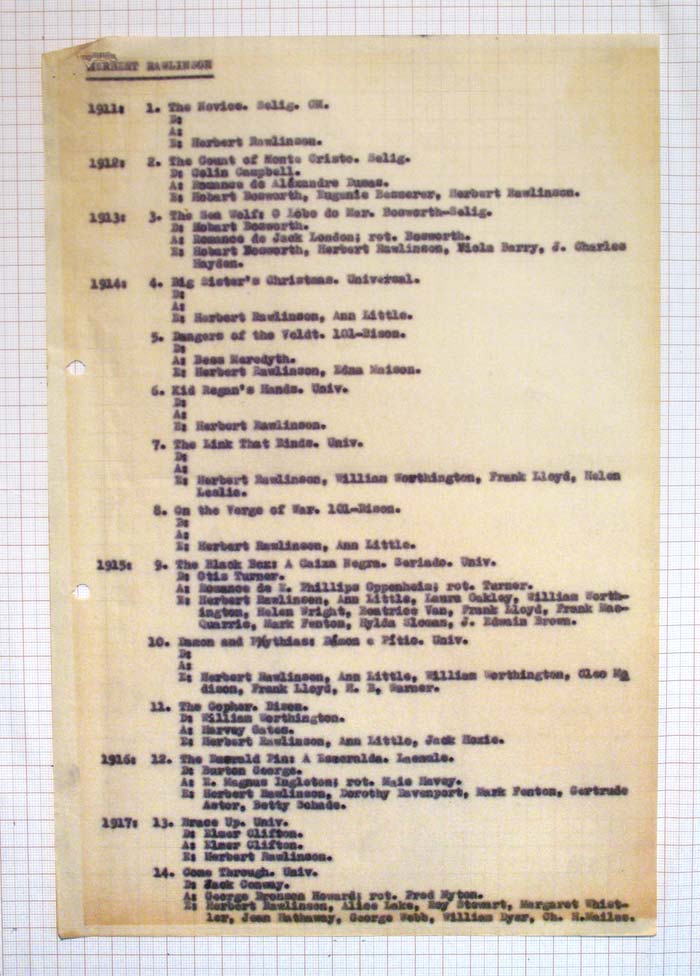 HERBERT RAWLINSON
1911: 1. The Novice. Selig. CM.
D:
A:
E: Herbert Rawlinson.
1912: 2. The Count of Monte Cristo. Selig.
D: Colin Campbell.
A: Romance de Aléxandre Dumas.
E: Hobart Bosworth, Eugenie Besserer, Herbert Rawlinson.
1913: 3. The Sea Wolf: O Lobo do Mar. Bosworth-Selig.
D: Hobart Bosworth.
A: Romance de Jack London; rot. Bosworth.
E: Hobart Bosworth, Herbert Rawlinson, Viola Barry, J. Charles
Hayden.
1914: 4. Big Sister's Christmas. Universal.
D:
A:
E: Herbert Rawlinson, Ann Little.
5. Dangers of the Veldt. 101-Bison.
D:
A: Bess Meredyth.
E: Herbert Rawlinson, Edna Maison.
6. Kid Regan's Hands. Univ.
D:
A:
E: Herbert Rawlinson.
7. The Link That Binds. Univ.
D:
A:
E: Herbert Rawlinson, William Worthington, Frank Lloyd, Helen
Leslie.
8. On the Verge of War. 101-Bison.
D:
A:
E: Herbert Rawlinson, Ann Little.
1915: 9. The Black Box: A Caixa Negra. Seriado. Univ.
D: Otis Turner.
A: Romance de E. Phillips Oppenheim; rot. Turner.
E: Herbert Rawlinson, Ann Little, Laura Oakley, William Worth-
ington, Helen Wright, Beatrice Van, Frank Lloyd, Frank Mac-
Quarrie, Mark Fenton, Hylda Sloman, J. Edwain Brown.
10. Damon and Pythias: Dámon e Pítio. Univ.
D:
A:
E: Herbert Rawlinson, Ann Little, William Worthington, Cleo Ma
dison, Frank Lloyd, H. B. Warner.
11. The Gopher. Bison.
D: William Worthington.
A: Harvey Gates.
E: Herbert Rawlinson, Ann Little, Jack Hoxie.
1916: 12. The Emerald Pin: A Esmeralda. Laemmle.
D: Burton George.
A: E. Magnus Ingleton; rot. Maie Havey.
E: Herbert Rawlinson, Dorothy Davenport, Mark Fenton, Gertrude
Astor, Betty Schade.
1917: 13. Brace Up. Univ.
D: Elmer Clifton.
A: Elmer Clifton.
E: Herbert Rawlinson.
14. Come Through. Univ.
D: Jack Conway.
A: George Bronson Howard; rot. Fred Myton.
E: Herbert Rawlinson, Alice Lake, Roy Stewart, Margaret Whist-
ler, Jean Hathaway, George Webb, William Dyer, Ch. H.Mailes.